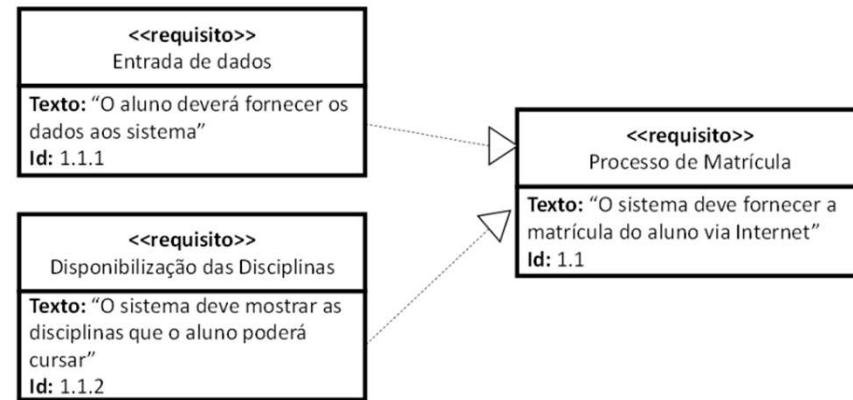 <<requisito>>
Entrada de dados
Texto: “O aluno deverá fornecer os
dados aos sistema”
Id: 1.1.1
<<requisito>>
Disponibilização das Disciplinas
Texto: “O sistema deve mostrar as
disciplinas que o aluno poderá
cursar”
Id: 1.1.2
<<requisito>>
Processo de Matrícula
Texto: “O sistema deve fornecer a
matrícula do aluno via Internet”
Id: 1.1